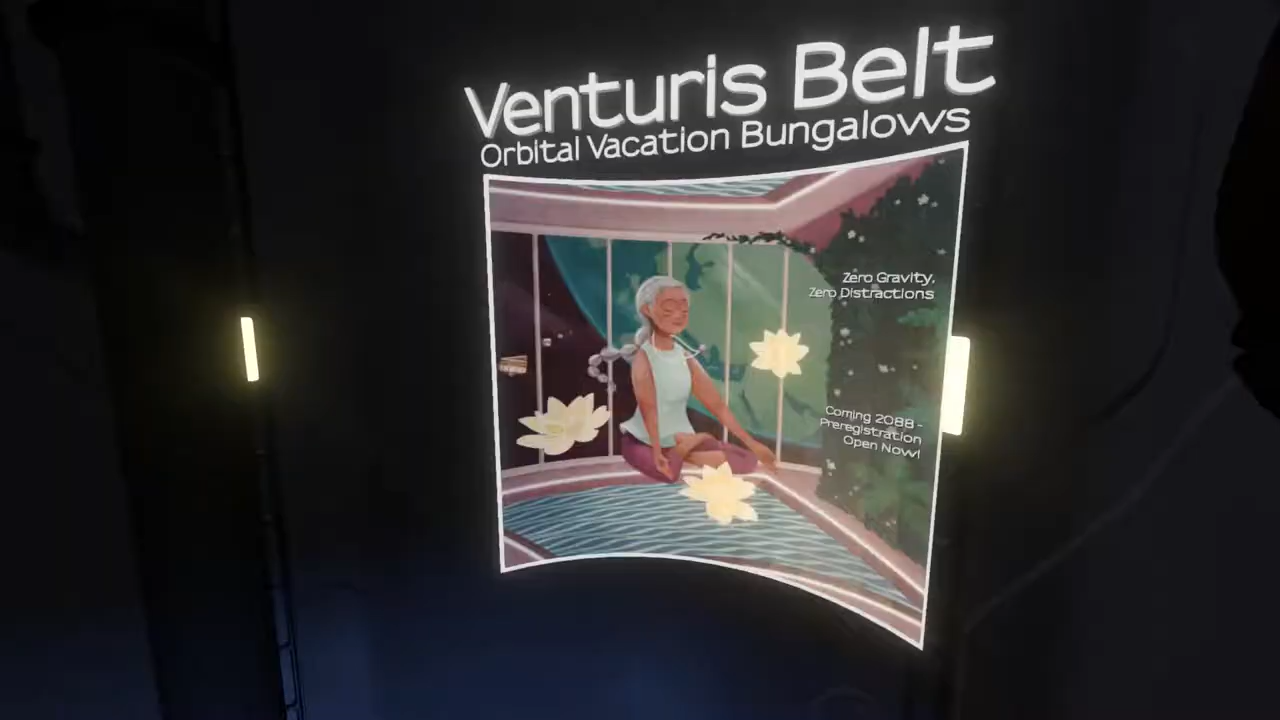 Venturis Belt
Orbital Vacation Bungalows
Zero Gravity,
Zero Distractions
Coming 2088 -
Preregistration
Open Now!